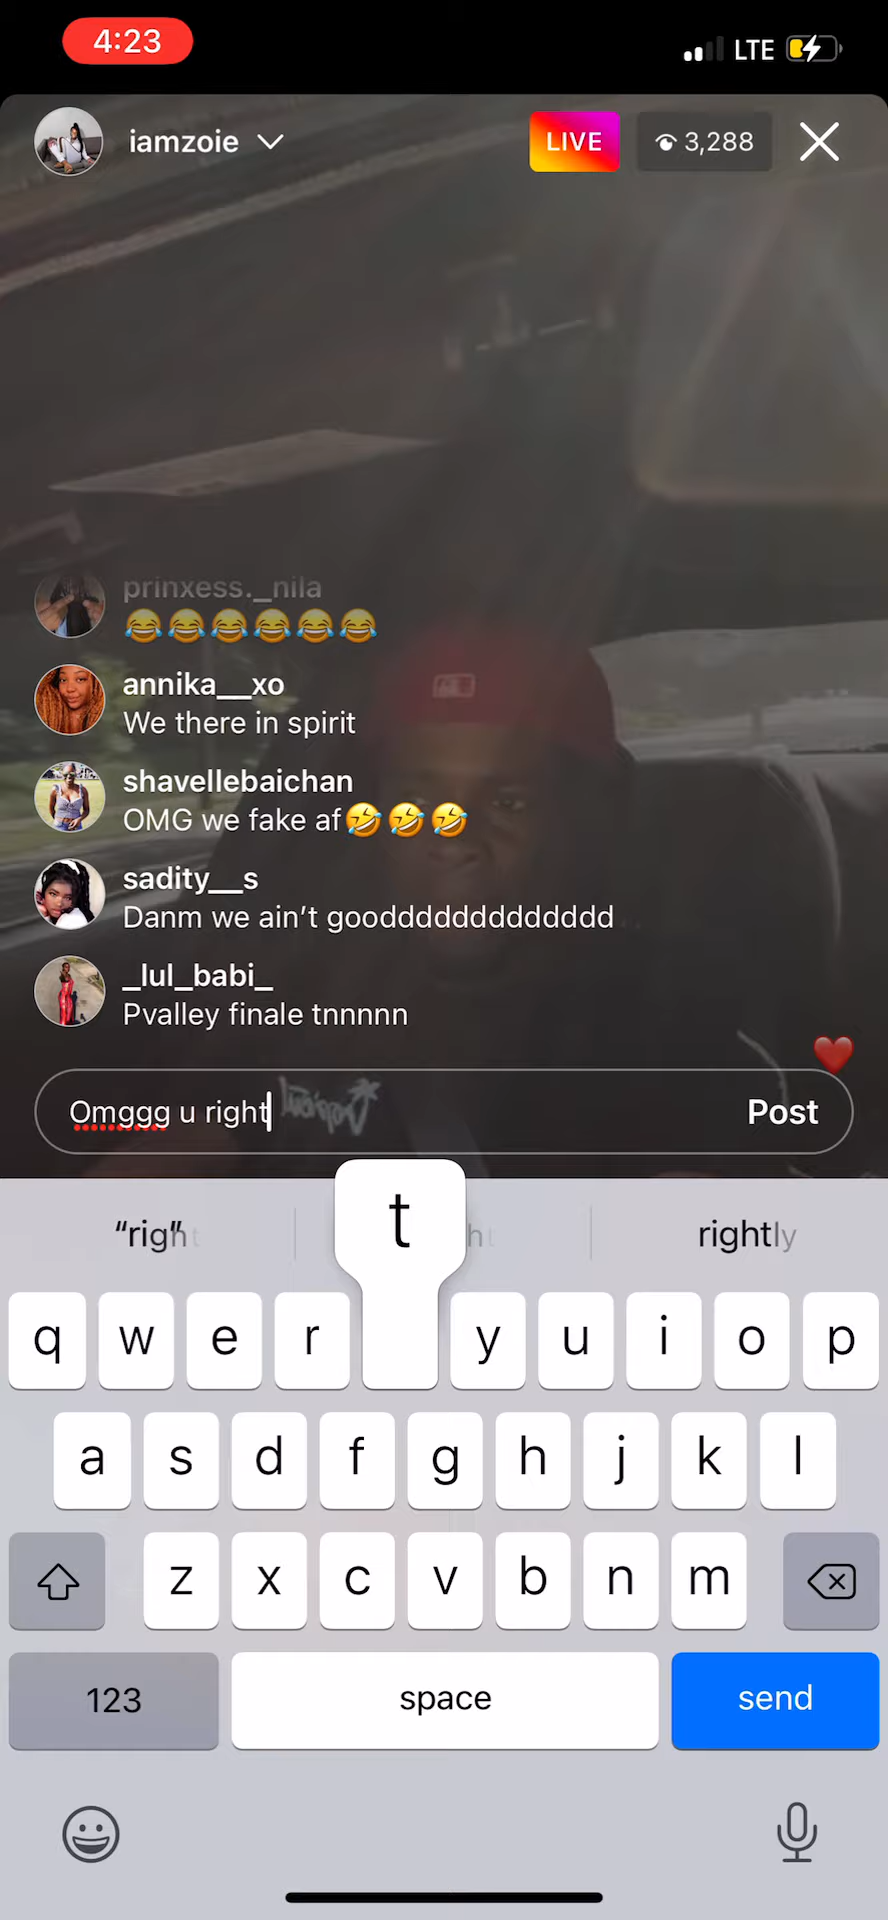 4:23
LTE
iamzoie
LIVE
3,288
prinxess._nila
😂😂😂😂😂😂
annika__xo
We there in spirit
shavellebaichan
OMG we fake af🤣🤣🤣
sadity__s
Danm we ain’t gooddddddddddddd
_lul_babi_
Pvalley finale tnnnnn
Omggg u right
Post
t
“righ”
rightly
q w e r y u i o p
a s d f g h j k l
z x c v b n m
123
space
send